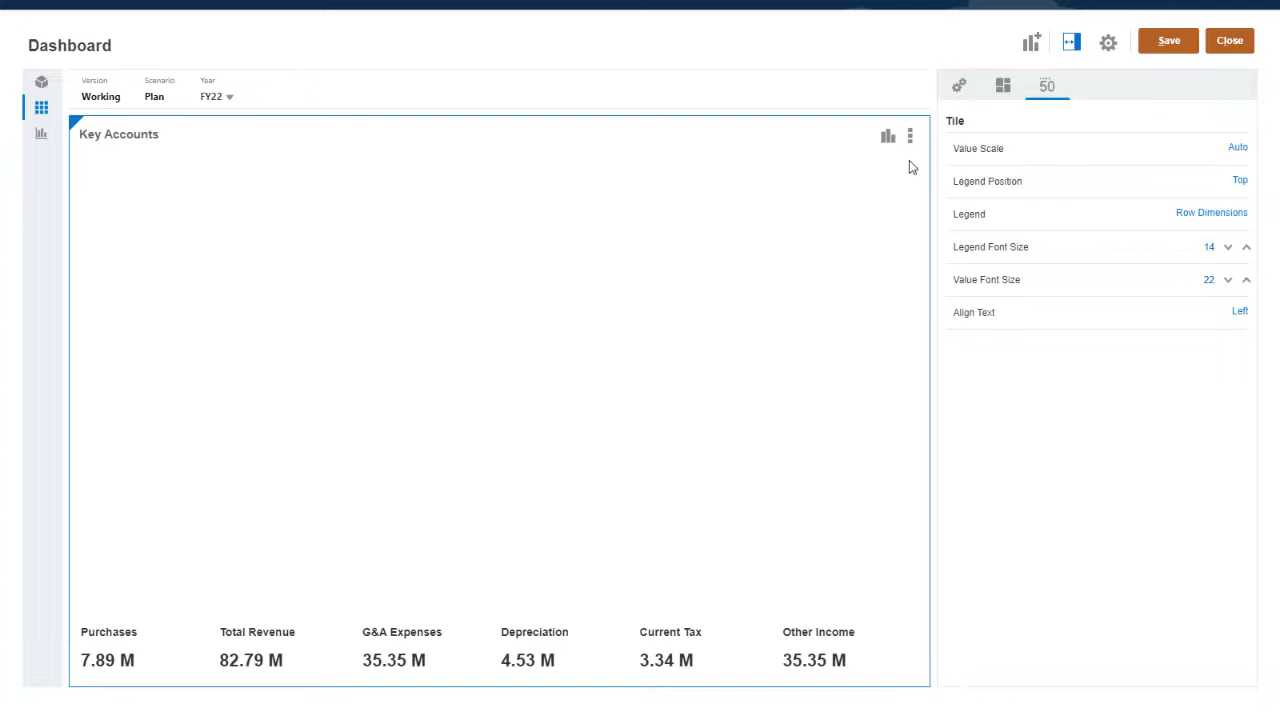 Dashboard
Save
Close
Version Scenario Year
Working Plan FY22
50
Key Accounts
Tile
Value Scale Auto
Legend Position Top
Legend Row Dimensions
Legend Font Size 14
Value Font Size 22
Align Text Left
Purchases Total Revenue G&A Expenses Depreciation Current Tax Other Income
7.89 M 82.79 M 35.35 M 4.53 M 3.34 M 35.35 M